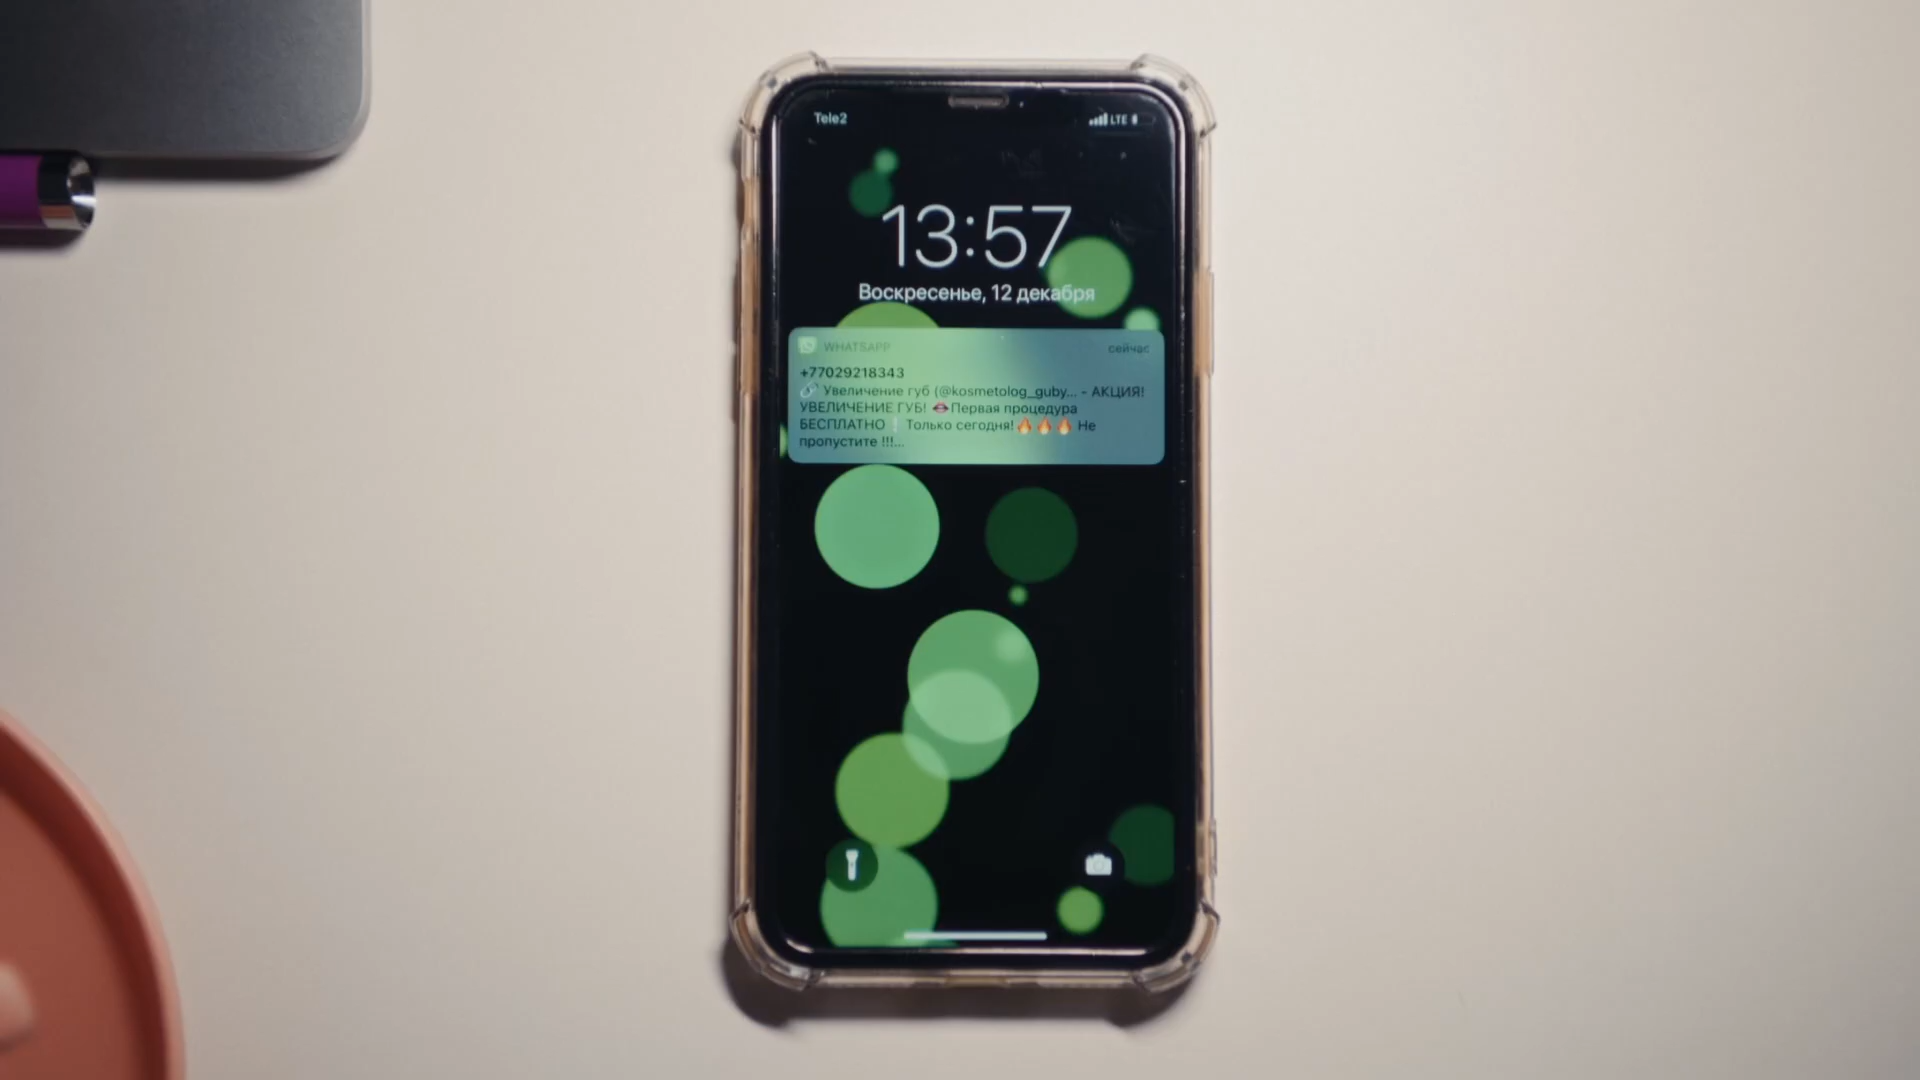 Tele2
LTE
13:57
Воскресенье, 12 декабря
WHATSAPP
сейчас
+77029218343
Увеличение губ (@kosmetolog_guby... - АКЦИЯ!
УВЕЛИЧЕНИЕ ГУБ! 👄Первая процедура
БЕСПЛАТНО❕Только сегодня!🔥🔥🔥 Не
пропустите !!!...